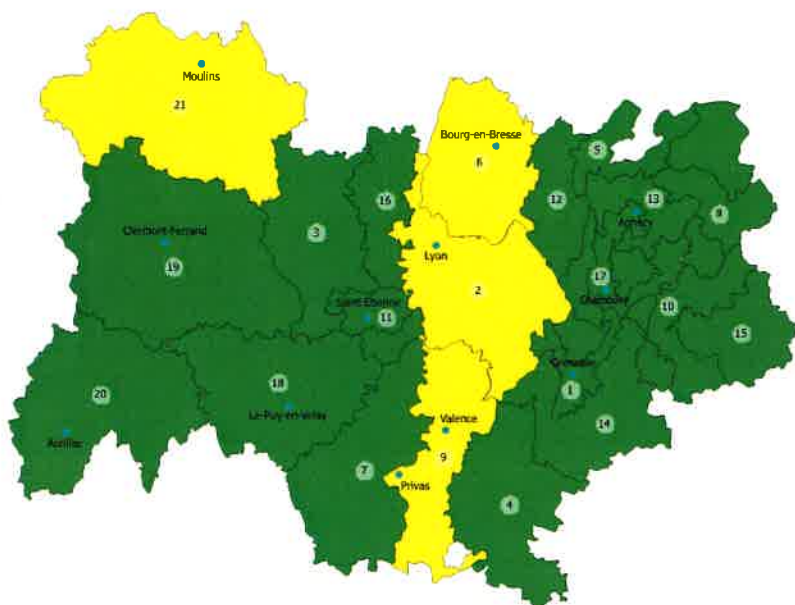 Moulins
21
Bourg-en-Bresse
6
5
16
12
13
Annecy
8
3
Clermont-Ferrand
19
Lyon
17
Chambéry
2
10
Saint-Etienne
11
15
Grenoble
1
18
20
Le-Puy-en-Velay
14
Aurillac
Valence
9
7
Privas
4